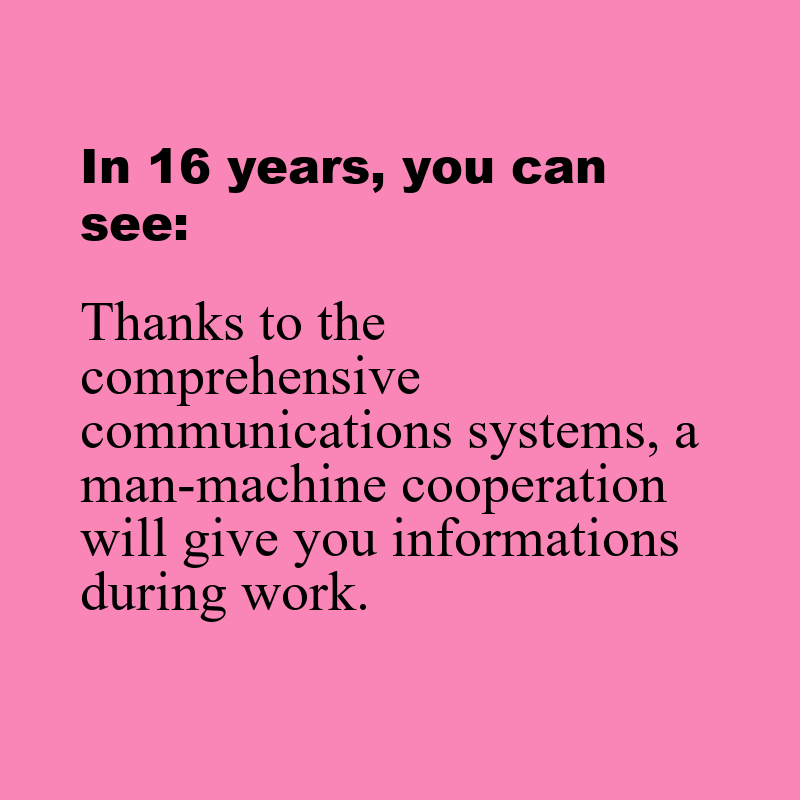 In 16 years, you can
see:
Thanks to the
comprehensive
communications systems, a
man-machine cooperation
will give you informations
during work.